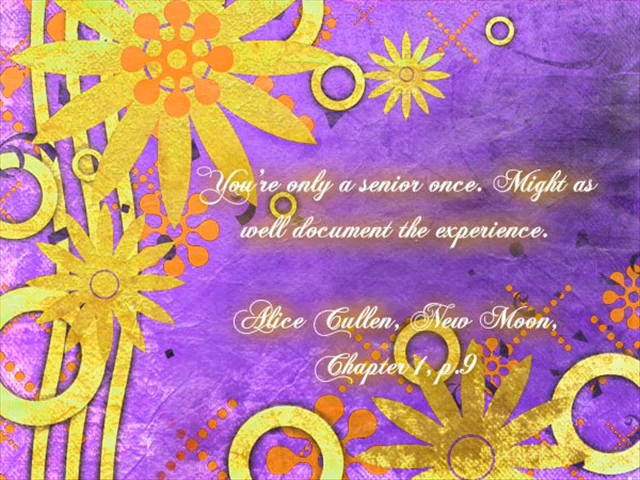 You're only a senior once. Might as
well document the experience.
Alice Cullen, New Moon,
Chapter 1, p.9